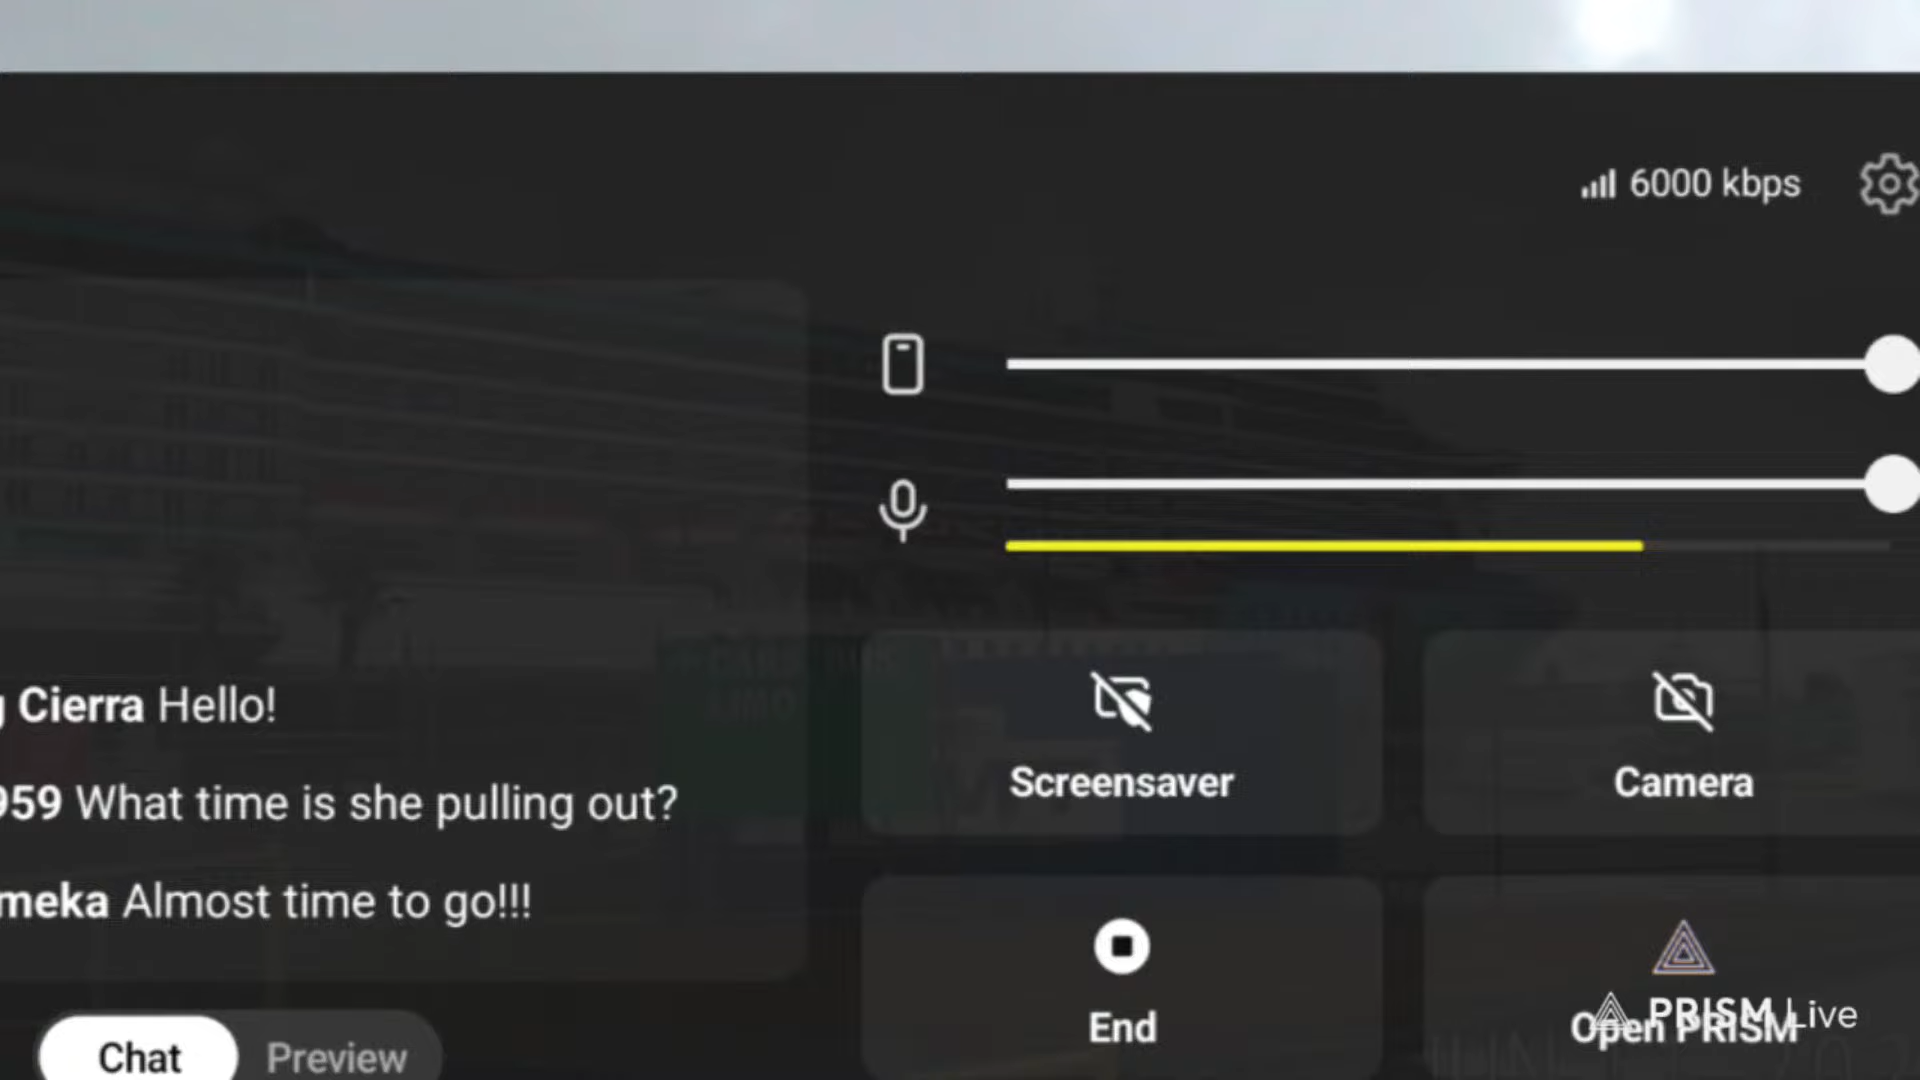 6000 kbps
Cierra Hello!
959 What time is she pulling out?
meka Almost time to go!!!
Screensaver
Camera
End
Open PRISM
PRISM Live
Chat
Preview